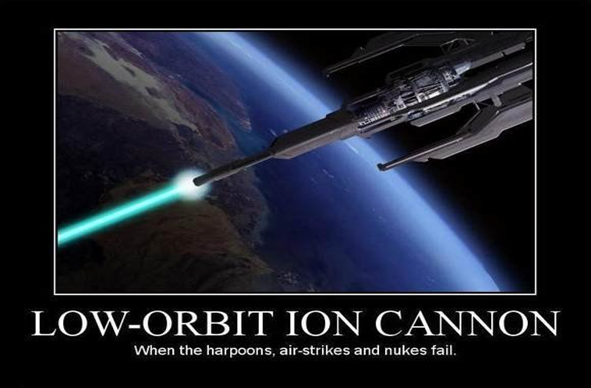 LOW-ORBIT ION CANNON
When the harpoons, air-strikes and nukes fail.